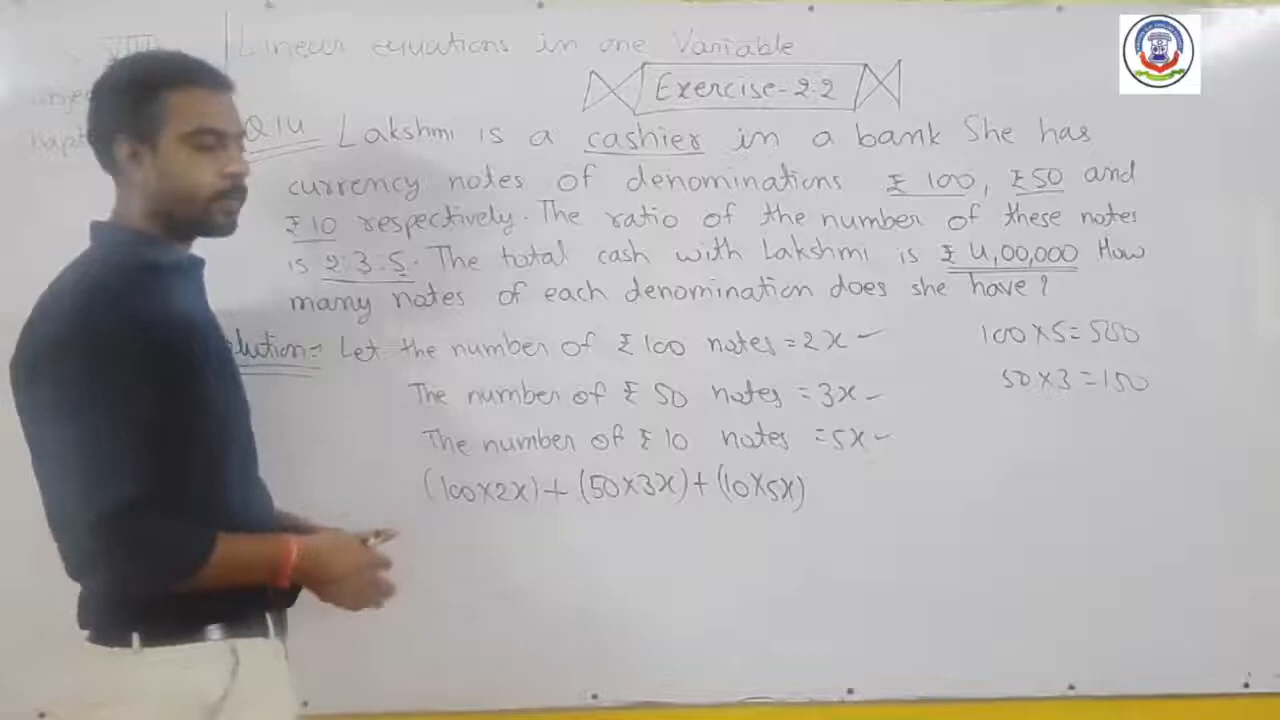 Linear equations in one Variable
Exercise-2.2
Q14 Lakshmi is a cashier in a bank She has
currency notes of denominations ₹ 100, ₹50 and
₹10 respectively. The ratio of the number of these notes
is 2:3:5. The total cash with Lakshmi is ₹ 4,00,000 How
many notes of each denomination does she have?
lution:- Let the number of ₹100 notes = 2x
The number of ₹ 50 notes = 3x
The number of ₹10 notes = 5x
(100×2x)+(50×3x)+(10×5x)
100×5=500
50×3=150